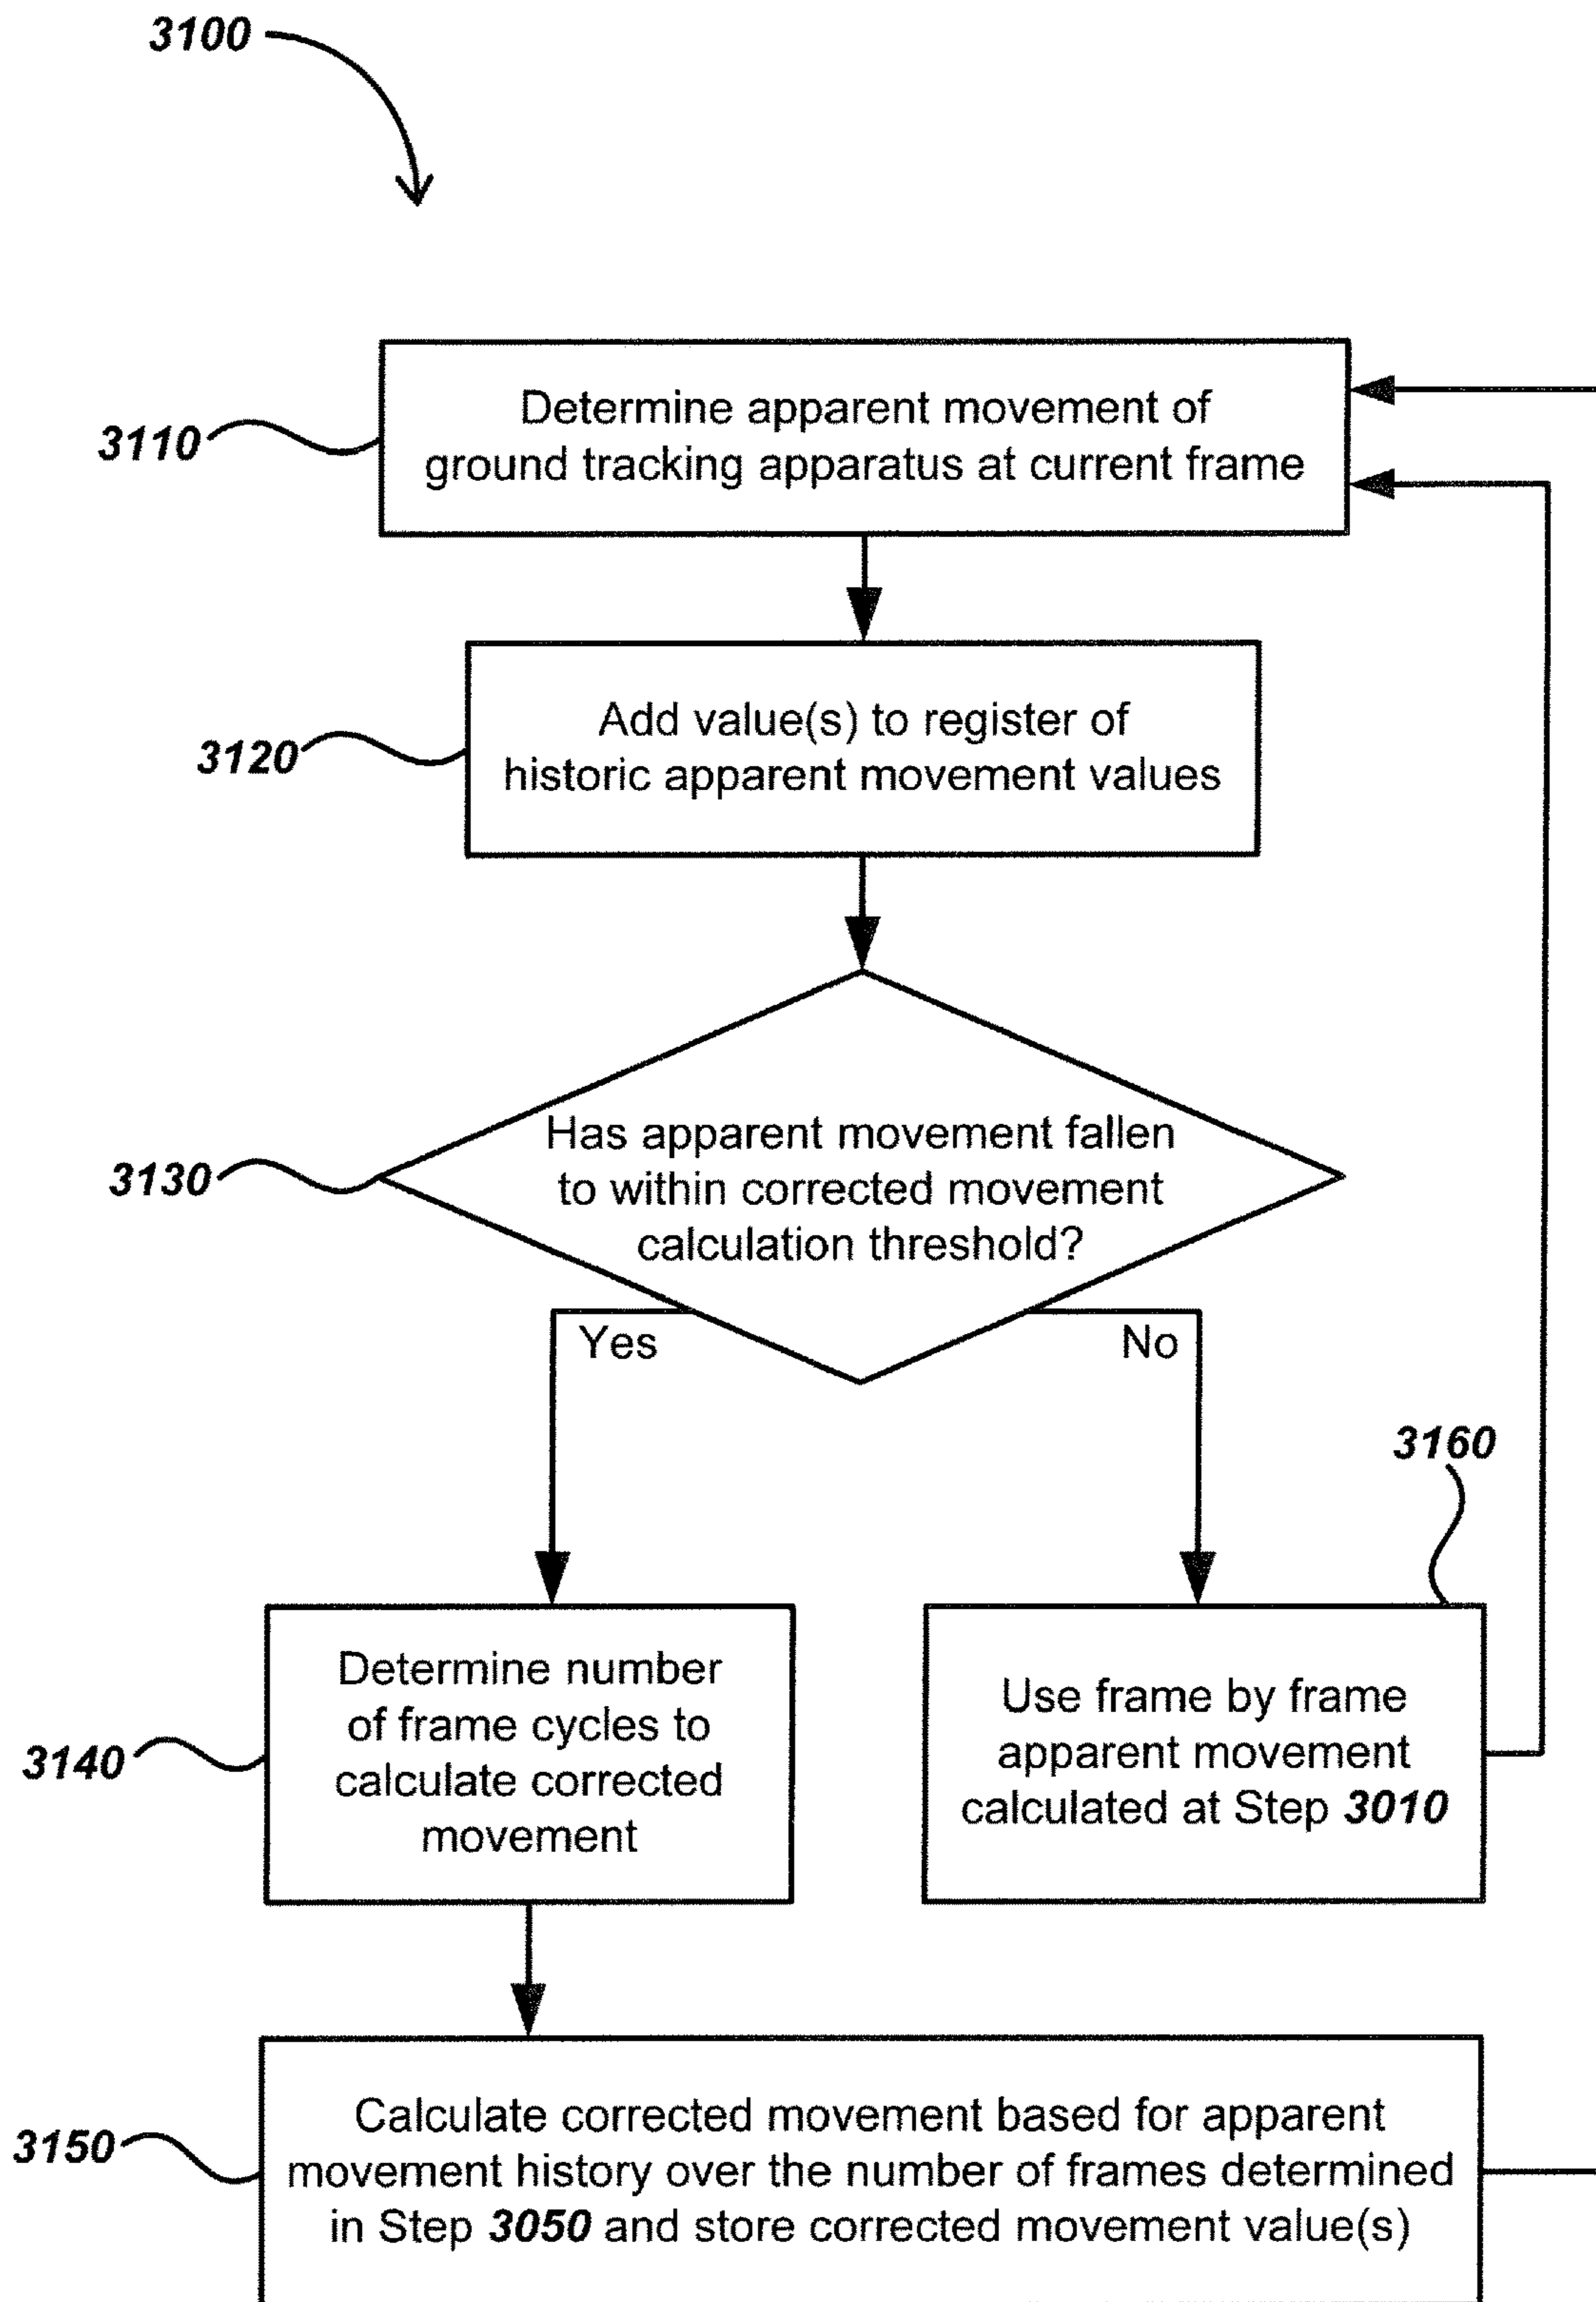 3100
3110
Determine apparent movement of
ground tracking apparatus at current frame
3120
Add value(s) to register of
historic apparent movement values
3130
Has apparent movement fallen
to within corrected movement
calculation threshold?
Yes
No
3160
3140
Determine number
of frame cycles to
calculate corrected
movement
Use frame by frame
apparent movement
calculated at Step 3010
3150
Calculate corrected movement based for apparent
movement history over the number of frames determined
in Step 3050 and store corrected movement value(s)